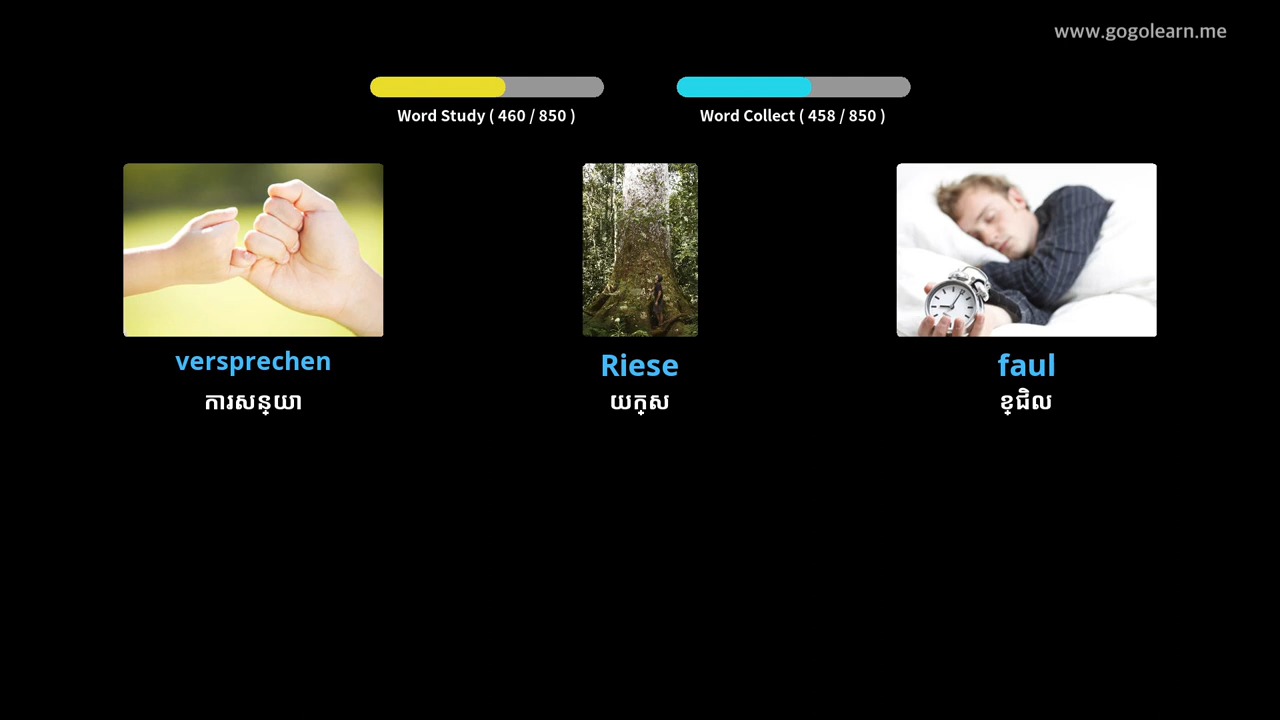 www.gogolearn.me
Word Study ( 460 / 850 )
Word Collect ( 458 / 850 )
versprechen
Riese
faul
ការសន្យា
យក្ស
ខ្ជិល